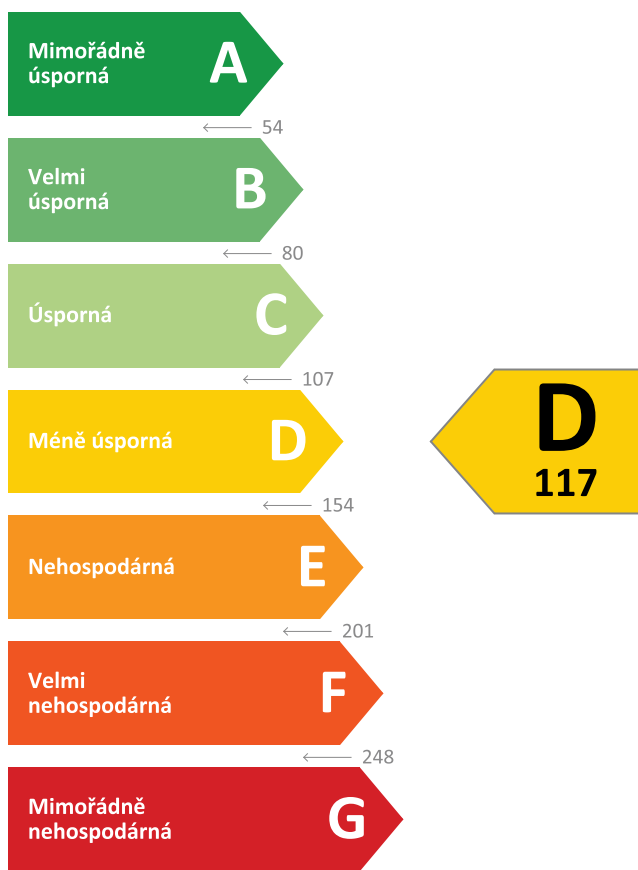 Mimořádně
úsporná
A
54
Velmi
úsporná
B
80
Úsporná
C
107
Méně úsporná
D
D
117
154
Nehospodárná
E
201
Velmi
nehospodárná
F
248
Mimořádně
nehospodárná
G